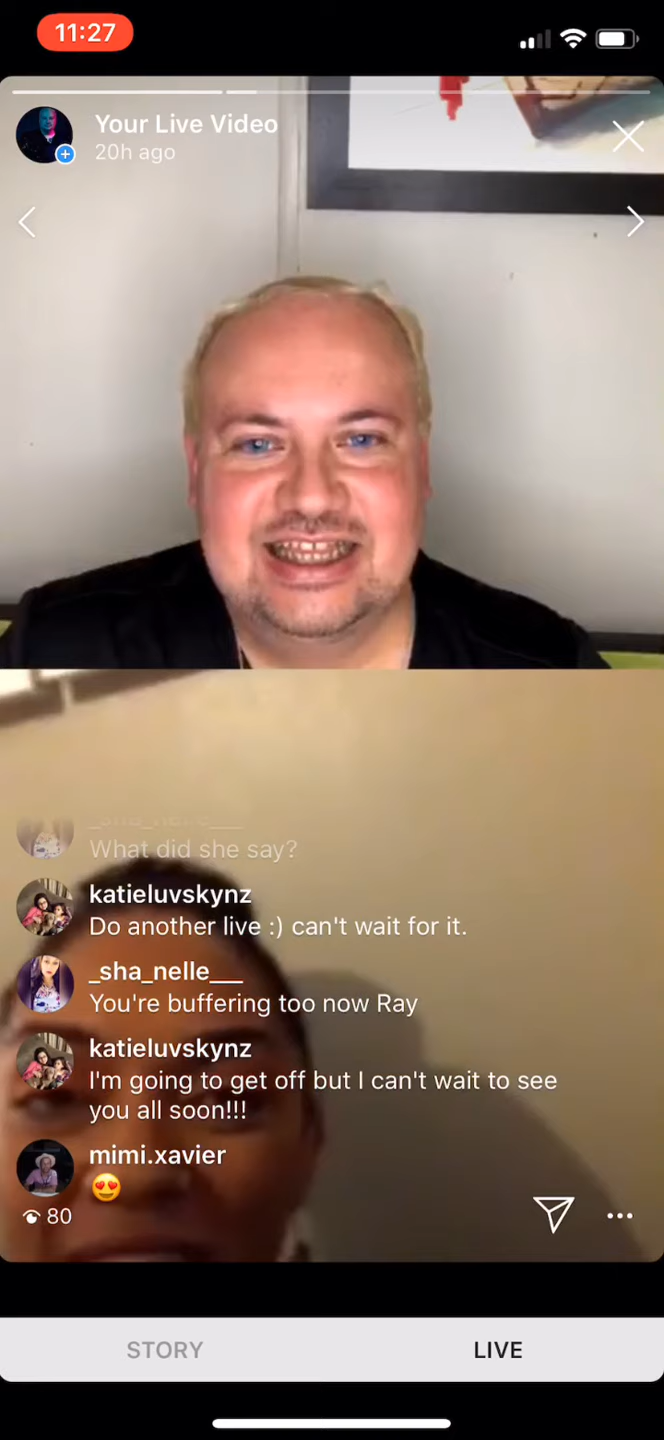 11:27
Your Live Video
20h ago
_sha_nelle___
What did she say?
katieluvskynz
Do another live :) can't wait for it.
_sha_nelle___
You're buffering too now Ray
katieluvskynz
I'm going to get off but I can't wait to see
you all soon!!!
mimi.xavier
😍
80
STORY
LIVE